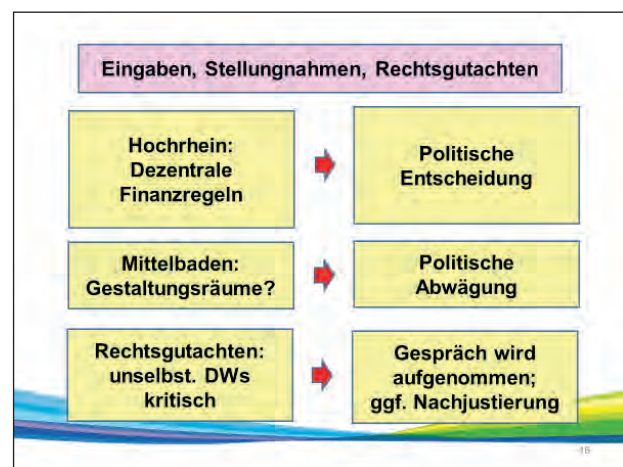 Eingaben, Stellungnahmen, Rechtsgutachten
Hochrhein:
Dezentrale
Finanzregeln
Politische
Entscheidung
Mittelbaden:
Gestaltungsräume?
Politische
Abwägung
Rechtsgutachten:
unselbst. DWs
kritisch
Gespräch wird
aufgenommen;
ggf. Nachjustierung